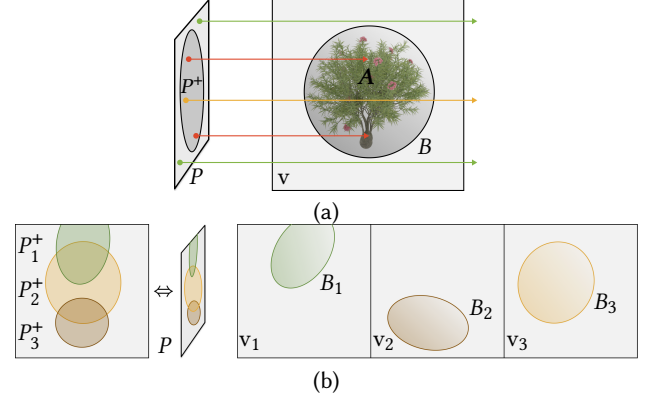 P⁺
A
B
P
v
(a)
P₁⁺
P₂⁺
P₃⁺
⇔
P
B₁
B₂
B₃
v₁
v₂
v₃
(b)